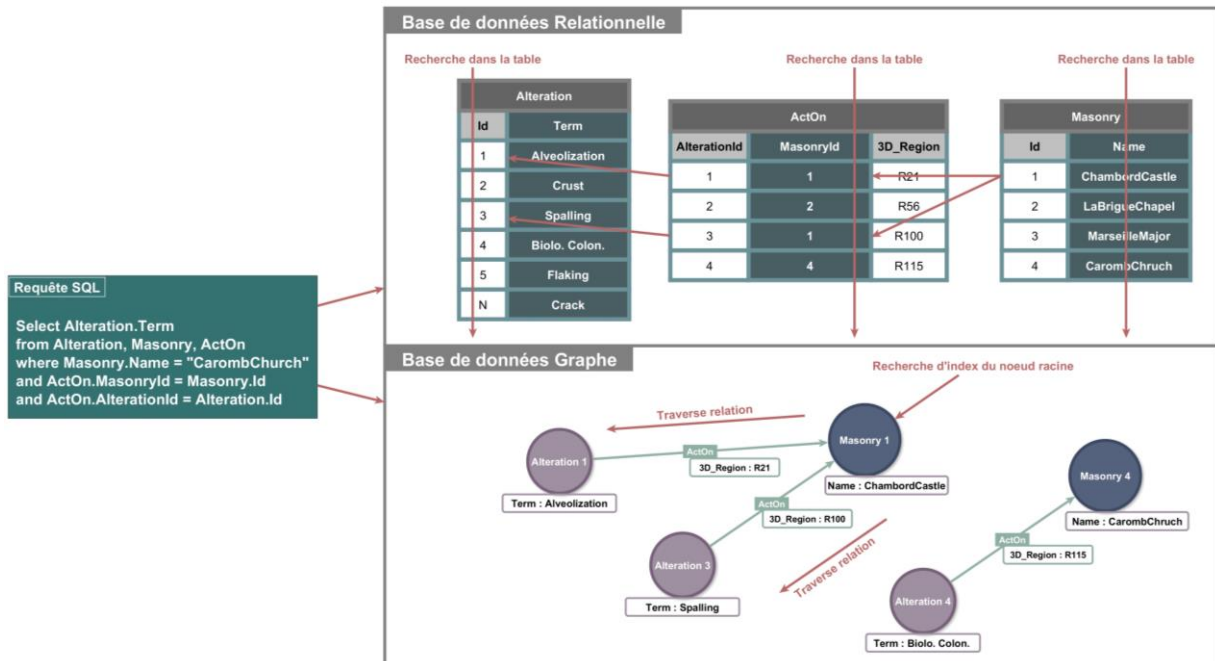 Base de données Relationnelle
Recherche dans la table
Recherche dans la table
Recherche dans la table
Alteration
Id Term
1 Alveolization
2 Crust
3 Spalling
4 Biolo. Colon.
5 Flaking
N Crack
ActOn
AlterationId MasonryId 3D_Region
1 1 R21
2 2 R56
3 1 R100
4 4 R115
Masonry
Id Name
1 ChambordCastle
2 LaBrigueChapel
3 MarseilleMajor
4 CarombChruch
Requête SQL
Select Alteration.Term
from Alteration, Masonry, ActOn
where Masonry.Name = "CarombChurch"
and ActOn.MasonryId = Masonry.Id
and ActOn.AlterationId = Alteration.Id
Base de données Graphe
Recherche d'index du noeud racine
Traverse relation
Alteration 1
Term : Alveolization
ActOn
3D_Region : R21
Masonry 1
Name : ChambordCastle
ActOn
3D_Region : R100
Alteration 3
Term : Spalling
Traverse relation
Masonry 4
Name : CarombChruch
ActOn
3D_Region : R115
Alteration 4
Term : Biolo. Colon.